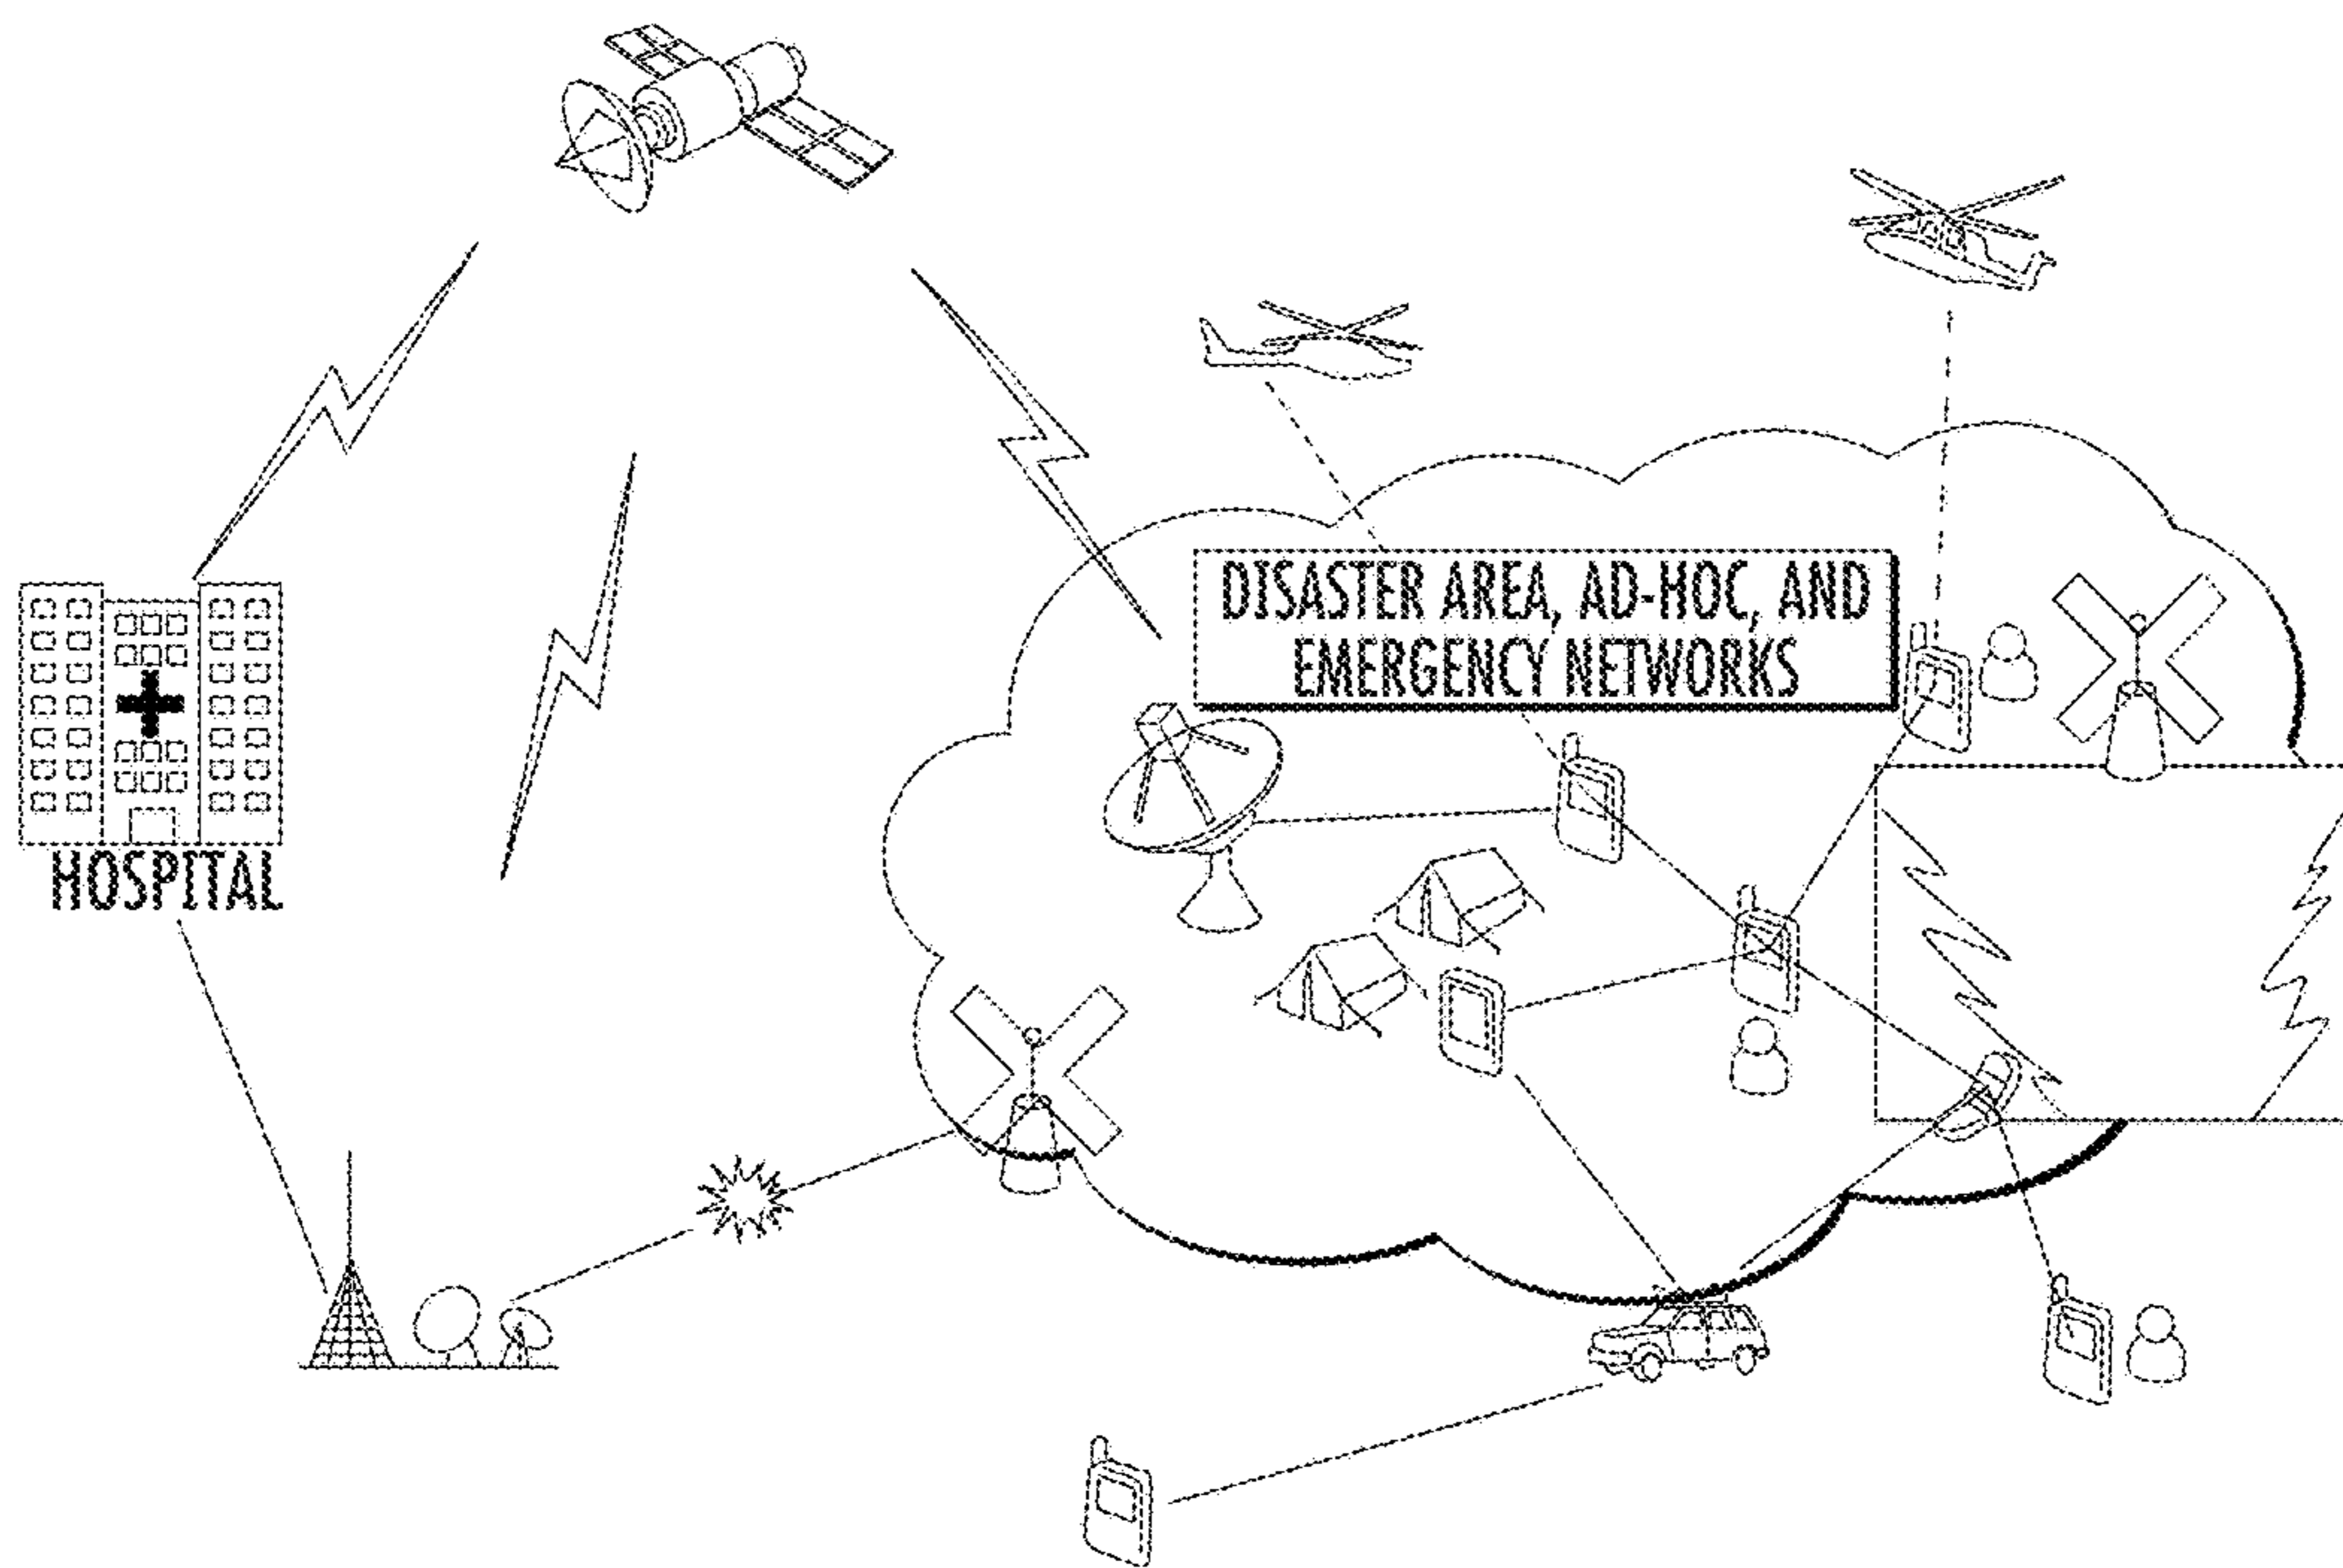 DISASTER AREA, AD-HOC, AND
EMERGENCY NETWORKS
HOSPITAL